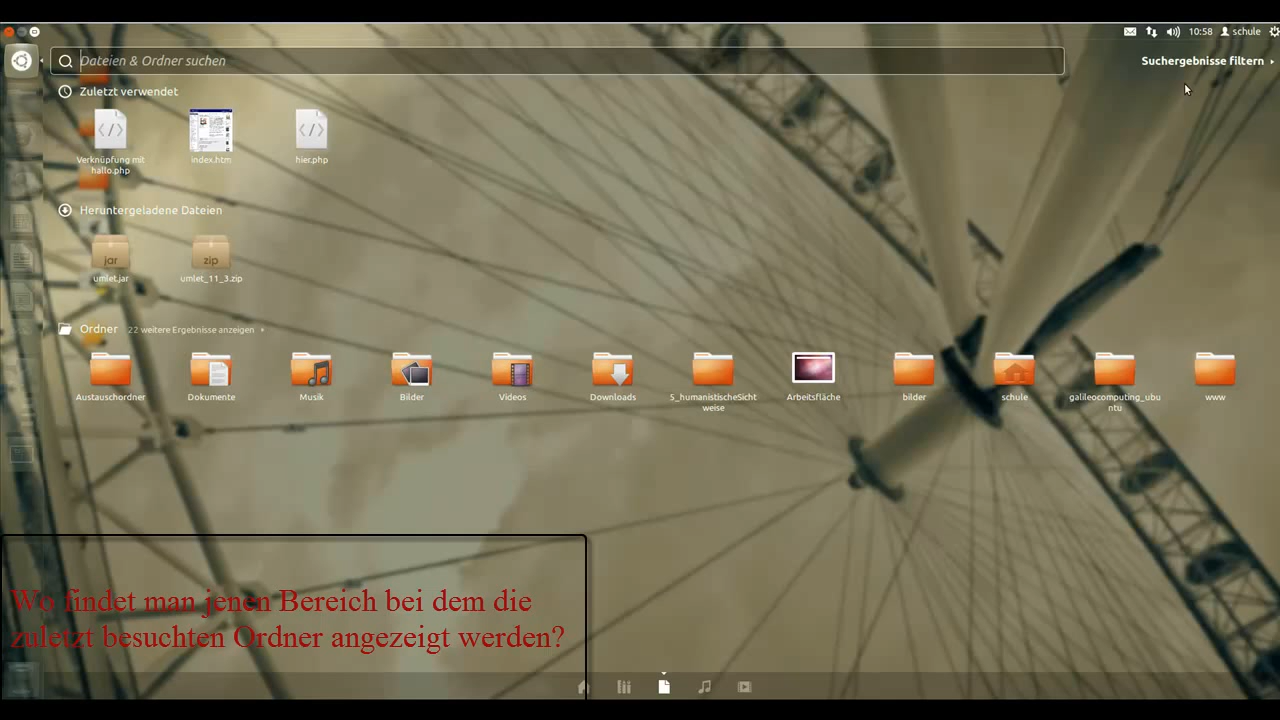 10:58 schule
Dateien & Ordner suchen
Suchergebnisse filtern
Zuletzt verwendet
Verknüpfung mit
hallo.php
index.htm
hier.php
Heruntergeladene Dateien
jar
zip
umlet.jar
umlet_11_3.zip
Ordner 22 weitere Ergebnisse anzeigen
Austauschordner
Dokumente
Musik
Bilder
Videos
Downloads
5_humanistischeSicht
weise
Arbeitsfläche
bilder
schule
galileocomputing_ubu
ntu
www
Wo findet man jenen Bereich bei dem die
zuletzt besuchten Ordner angezeigt werden?